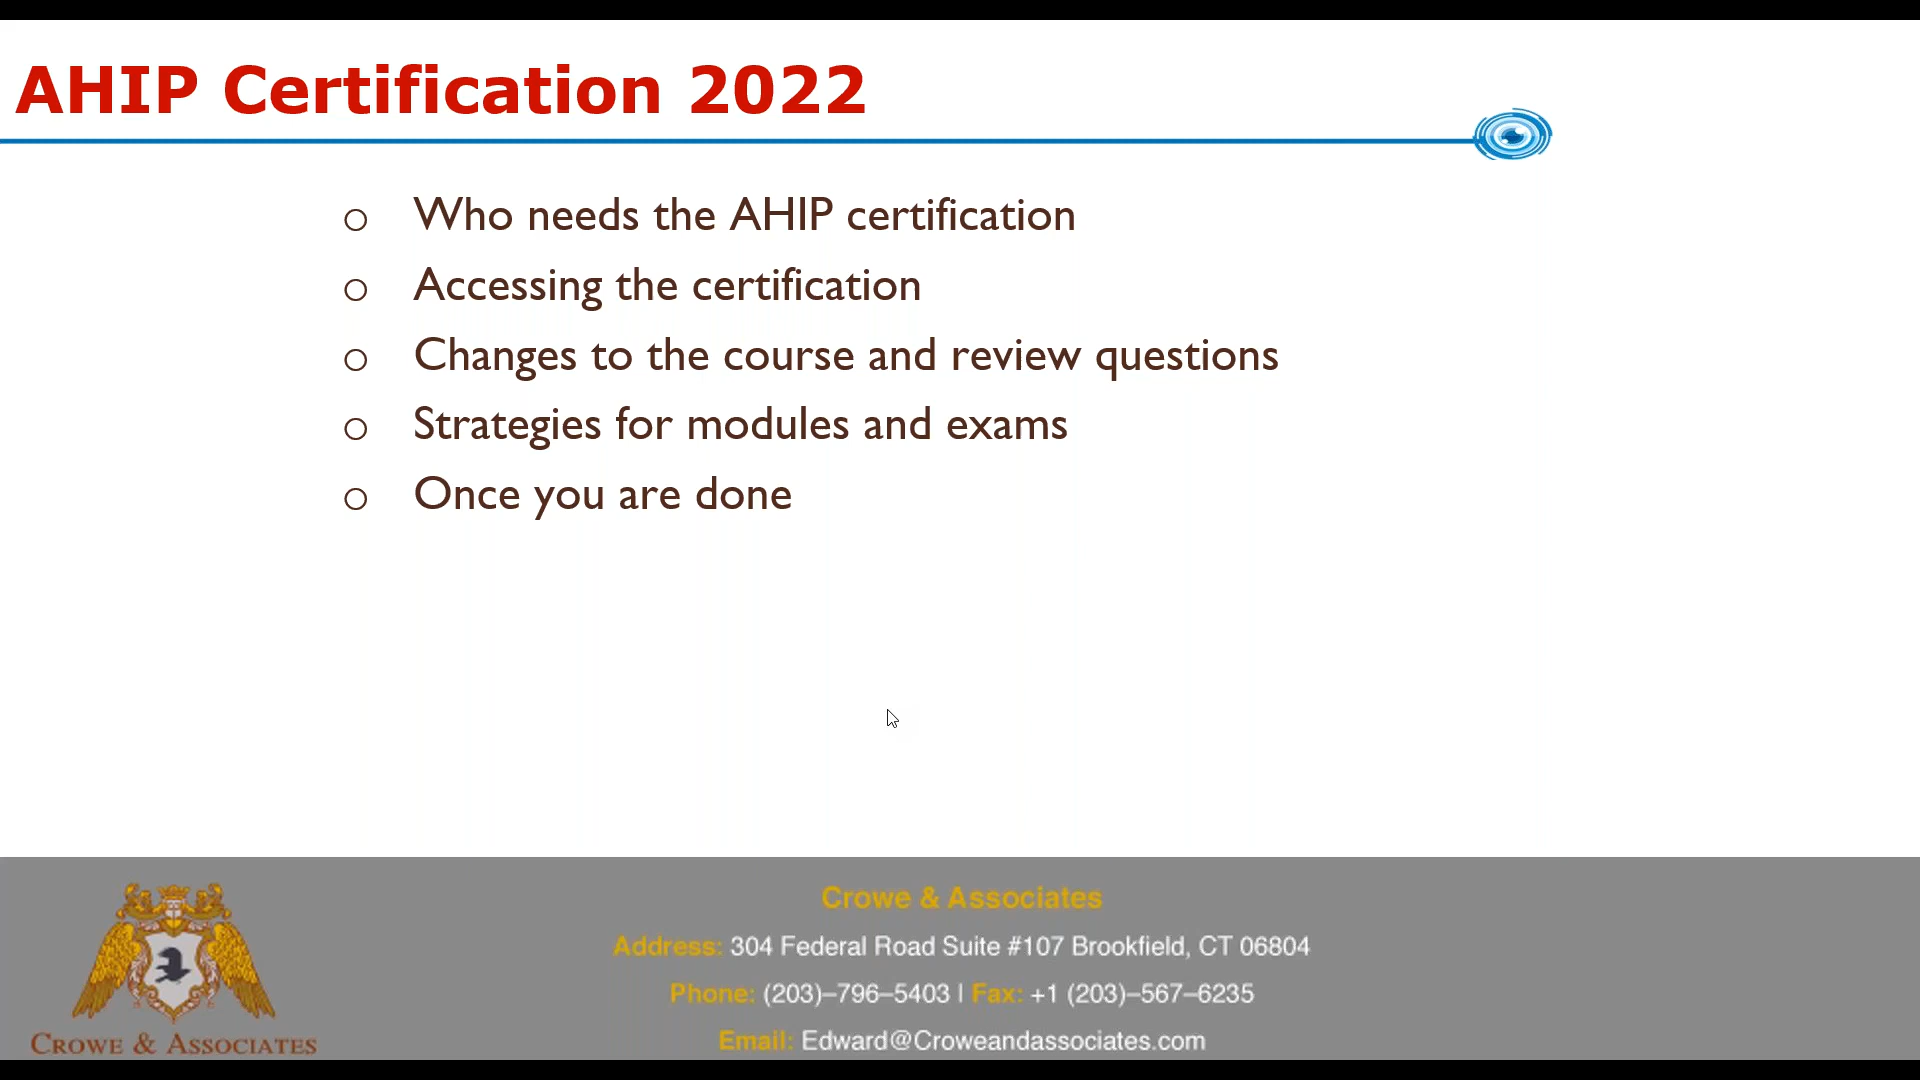 AHIP Certification 2022
o Who needs the AHIP certification
o Accessing the certification
o Changes to the course and review questions
o Strategies for modules and exams
o Once you are done
Crowe & Associates
Address: 304 Federal Road Suite #107 Brookfield, CT 06804
Phone: (203)–796–5403 | Fax: +1 (203)–567–6235
Email: Edward@Croweandassociates.com
CROWE & ASSOCIATES